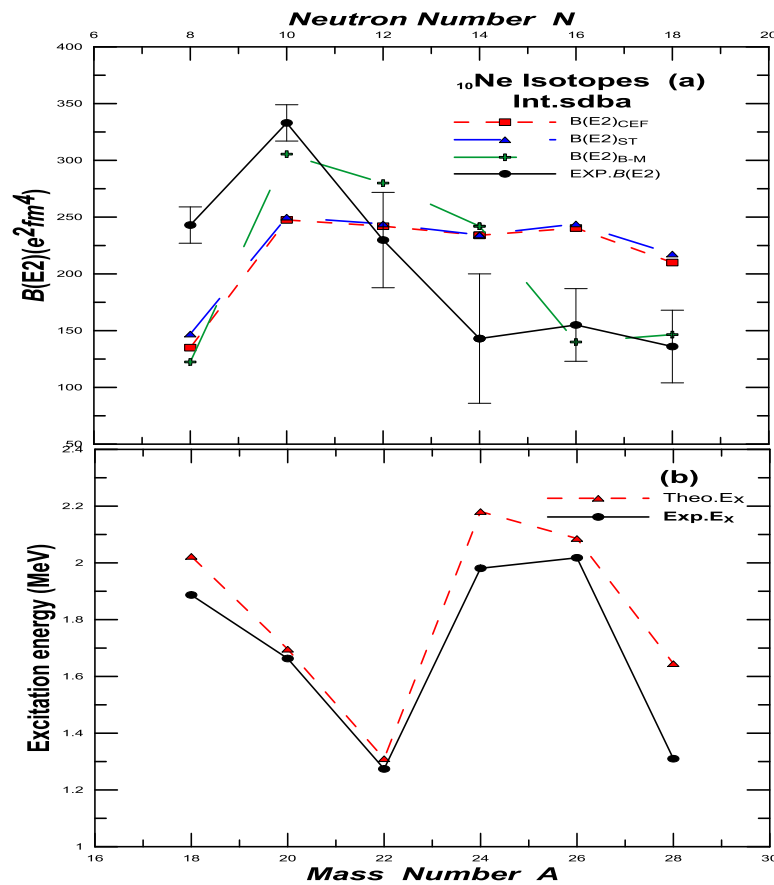 Neutron Number N
6 8 10 12 14 16 18 20
400
350
300
250
200
150
100
50
B(E2)(e²fm⁴)
₁₀Ne Isotopes (a)
Int.sdba
B(E2)CEF
B(E2)ST
B(E2)B-M
EXP.B(E2)
2.4
2.2
2
1.8
1.6
1.4
1.2
1
Excitation energy (MeV)
(b)
Theo.Ex
Exp.Ex
16 18 20 22 24 26 28 30
Mass Number A